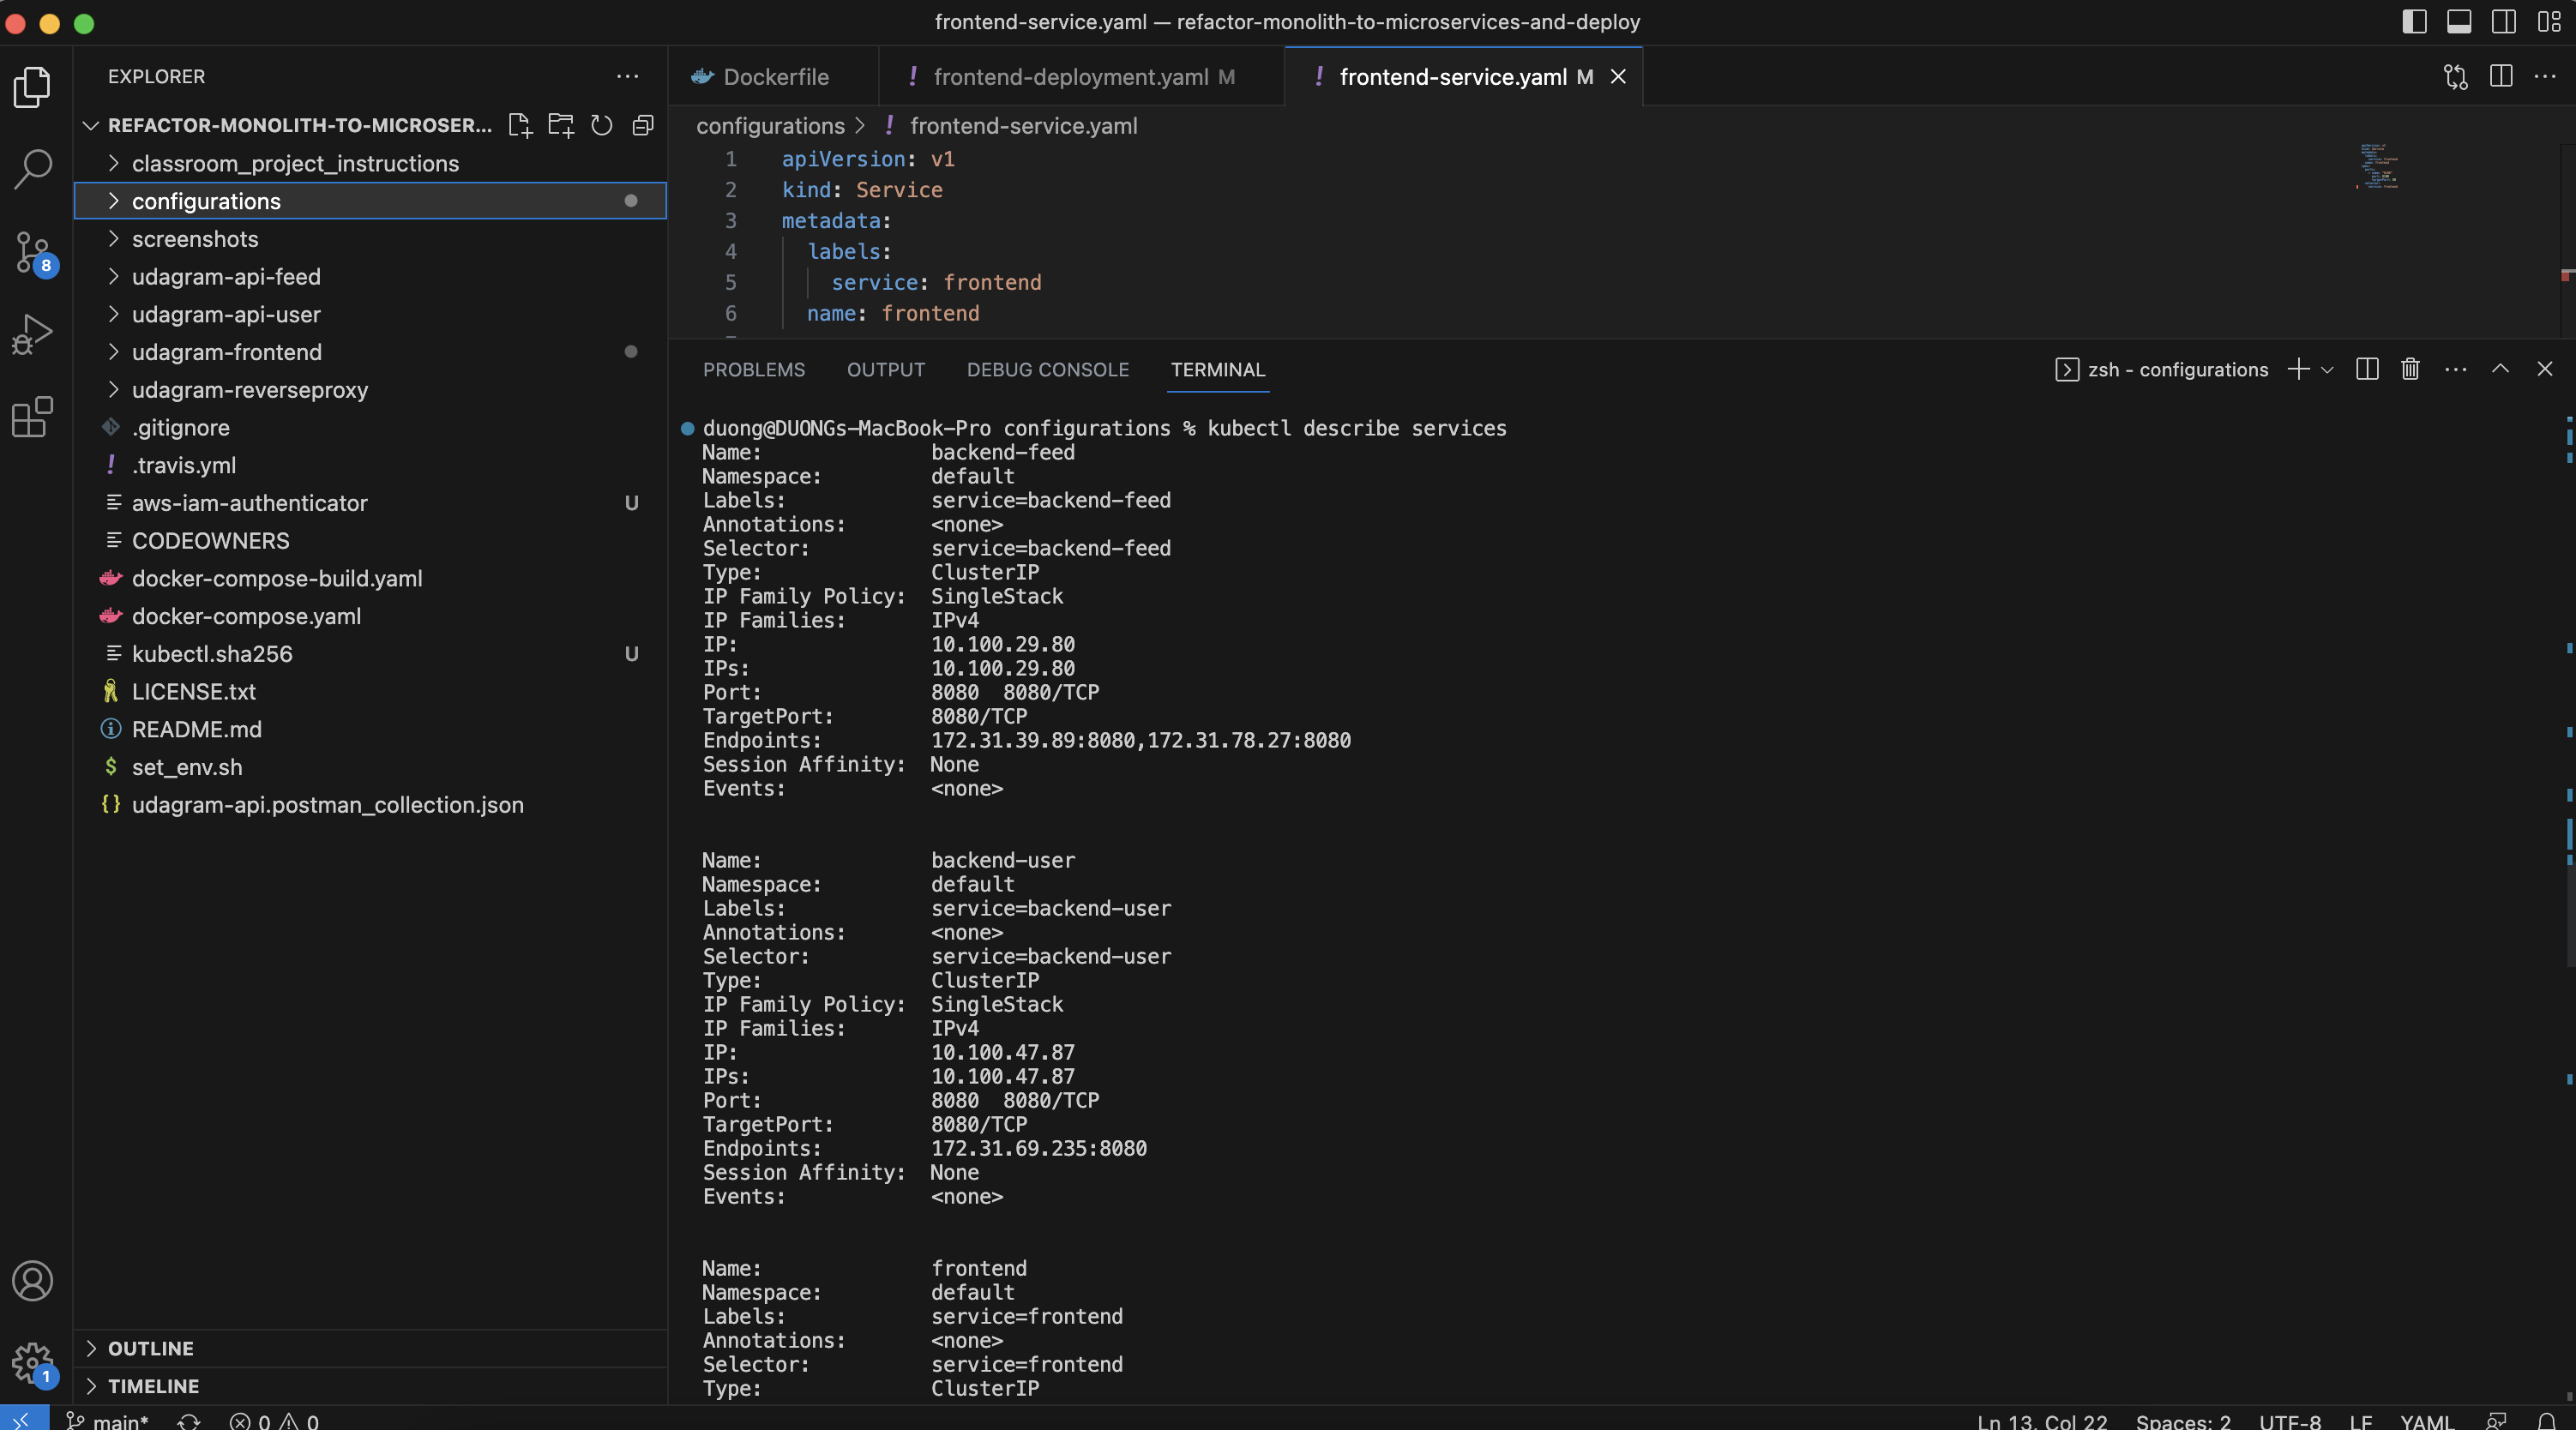 frontend-service.yaml — refactor-monolith-to-microservices-and-deploy
EXPLORER
REFACTOR-MONOLITH-TO-MICROSER...
classroom_project_instructions
configurations
screenshots
udagram-api-feed
udagram-api-user
udagram-frontend
udagram-reverseproxy
.gitignore
.travis.yml
aws-iam-authenticator U
CODEOWNERS
docker-compose-build.yaml
docker-compose.yaml
kubectl.sha256 U
LICENSE.txt
README.md
set_env.sh
udagram-api.postman_collection.json
OUTLINE
TIMELINE
8
1
Dockerfile
frontend-deployment.yaml M
frontend-service.yaml M
configurations > frontend-service.yaml
1 apiVersion: v1
2 kind: Service
3 metadata:
4 labels:
5 service: frontend
6 name: frontend
PROBLEMS OUTPUT DEBUG CONSOLE TERMINAL
zsh - configurations
duong@DUONGs-MacBook-Pro configurations % kubectl describe services
Name: backend-feed
Namespace: default
Labels: service=backend-feed
Annotations: <none>
Selector: service=backend-feed
Type: ClusterIP
IP Family Policy: SingleStack
IP Families: IPv4
IP: 10.100.29.80
IPs: 10.100.29.80
Port: 8080 8080/TCP
TargetPort: 8080/TCP
Endpoints: 172.31.39.89:8080,172.31.78.27:8080
Session Affinity: None
Events: <none>
Name: backend-user
Namespace: default
Labels: service=backend-user
Annotations: <none>
Selector: service=backend-user
Type: ClusterIP
IP Family Policy: SingleStack
IP Families: IPv4
IP: 10.100.47.87
IPs: 10.100.47.87
Port: 8080 8080/TCP
TargetPort: 8080/TCP
Endpoints: 172.31.69.235:8080
Session Affinity: None
Events: <none>
Name: frontend
Namespace: default
Labels: service=frontend
Annotations: <none>
Selector: service=frontend
Type: ClusterIP
main* 0 0
Ln 13, Col 22 Spaces: 2 UTF-8 LF YAML